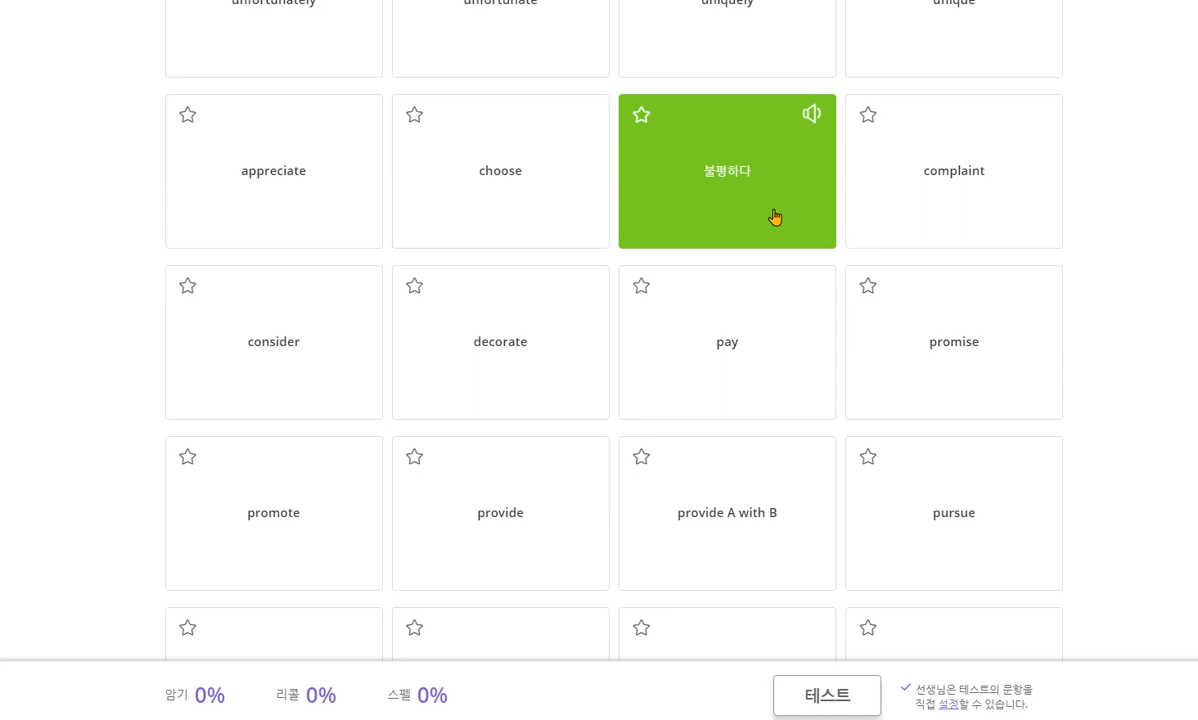 unfortunately
unfortunate
uniquely
unique
appreciate
choose
불평하다
complaint
consider
decorate
pay
promise
promote
provide
provide A with B
pursue
암기 0%
리콜 0%
스펠 0%
테스트
선생님은 테스트의 문항을
직접 설정할 수 있습니다.